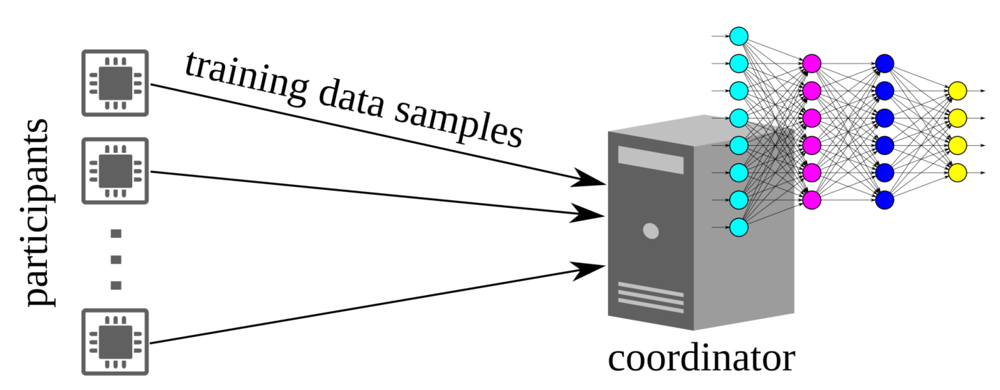 participants
training data samples
coordinator